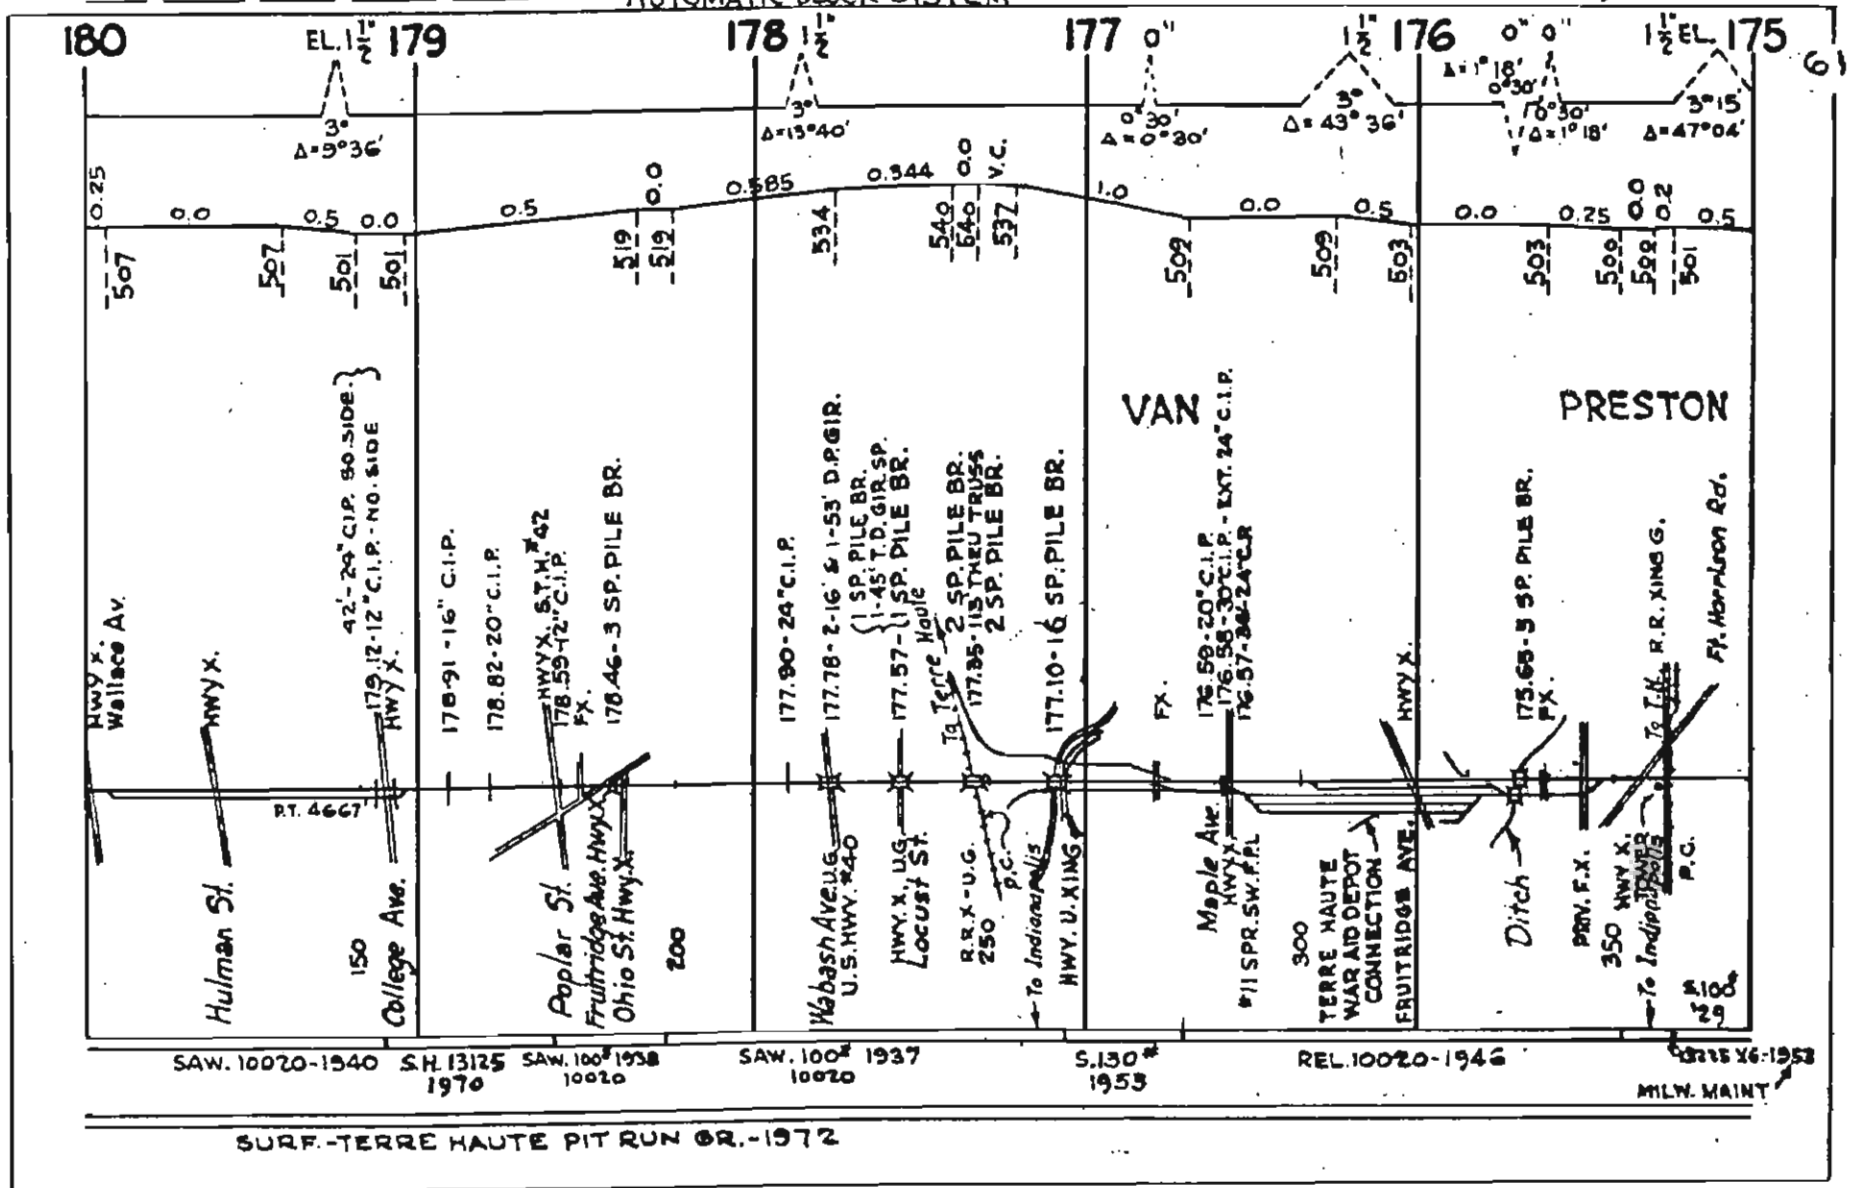 AUTOMATIC BLOCK SYSTEM
180 EL. 1½" 179 178 1½" 177 0" 1½" 176 0" 0" 1½" EL. 175
61
3°
Δ=9°36'
3°
Δ=13°40'
0°30'
Δ=0°30'
3°
Δ=43°36'
Δ=1°18'
0°30'
0°30'
Δ=1°18'
3°15'
Δ=47°04'
0.25 0.0 0.5 0.0 0.5 0.0 0.585 0.344 0.0 V.C. 1.0 0.0 0.5 0.0 0.25 0.0 0.2 0.5
507 507 501 501 519 519 534 540 540 537 509 509 503 503 500 500 501
VAN PRESTON
HWY X.
Wallace Av.
HWY X.
42'-24" C.I.P. SO. SIDE.
179.12-12" C.I.P.-NO. SIDE
HWY X.
178.91-16" C.I.P.
178.82-20" C.I.P.
HWY X. S.T.H. #42
178.59-12" C.I.P.
FX.
178.46-3 SP. PILE BR.
177.90-24" C.I.P.
177.78-2-16' & 1-53' D.P. GIR.
1 SP. PILE BR.
1-45' T.D. GIR. SP.
177.57-1 SP. PILE BR.
To Terre Haute
2 SP. PILE BR.
177.35-113 THRU TRUSS
2 SP. PILE BR.
177.10-16 SP. PILE BR.
FX.
176.59-20" C.I.P.
176.58-30" C.I.P.-EXT. 24" C.I.P.
176.57-36'-24" C.P.
HWY X.
175.65-3 SP. PILE BR.
FX.
To T.H.
R.R. XING G.
Ft. Harrison Rd.
P.T. 4667'
Hulman St.
150
College Ave.
Poplar St.
Fruitridge Ave. Hwy X
Ohio St. Hwy. X.
200
Wabash Ave. U.G.
U.S. HWY. #40
HWY. X. U.G.
Locust St.
R.R. X-U.G.
250
P.C.
To Indianapolis
HWY. U. XING
Maple Ave.
HWY X.
#11 SPR. SW. F.P.L
300
TERRE HAUTE
WAR AID DEPOT
CONNECTION
FRUITRIDGE AVE.
Ditch
PRIV. F.X.
350
HWY X.
TOWER
To Indianapolis
P.C.
R.100#
'29
SAW. 10020-1940 S.H. 13125 SAW. 100# 1938 SAW. 100# 1937 S.130# REL. 10020-1946
1970 10020 10020 1953
MILW. MAINT
SURF.-TERRE HAUTE PIT RUN GR.-1972